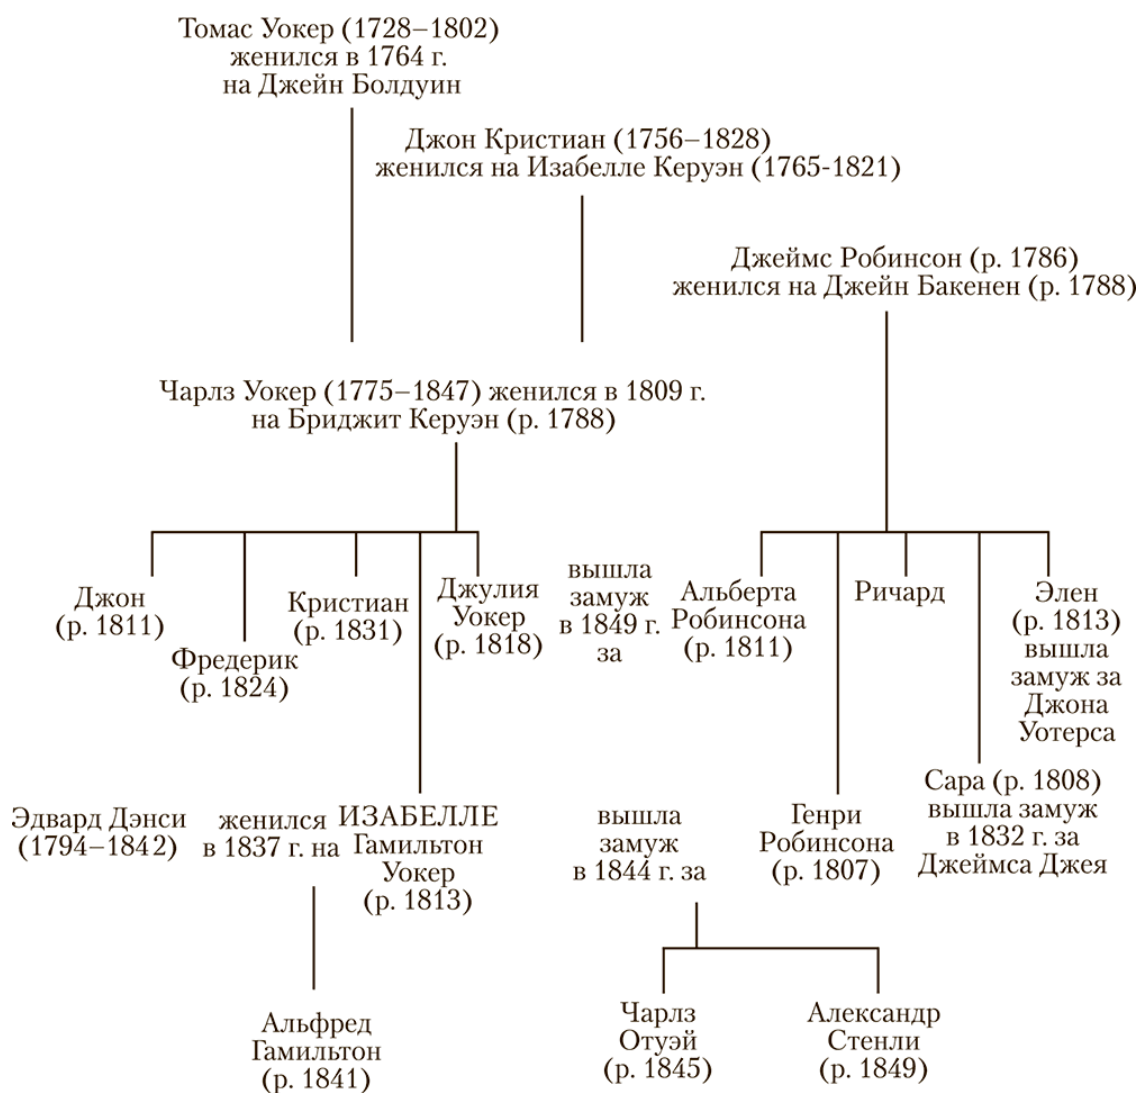 Томас Уокер (1728–1802)
женился в 1764 г.
на Джейн Болдуин
Джон Кристиан (1756–1828)
женился на Изабелле Керуэн (1765-1821)
Джеймс Робинсон (р. 1786)
женился на Джейн Бакенен (р. 1788)
Чарлз Уокер (1775–1847) женился в 1809 г.
на Бриджит Керуэн (р. 1788)
Джон
(р. 1811)
Фредерик
(р. 1824)
Кристиан
(р. 1831)
Джулия
Уокер
(р. 1818)
вышла
замуж
в 1849 г.
за
Альберта
Робинсона
(р. 1811)
Ричард
Элен
(р. 1813)
вышла
замуж за
Джона
Уотерса
Эдвард Дэнси
(1794–1842)
женился
в 1837 г. на
ИЗАБЕЛЛЕ
Гамильтон
Уокер
(р. 1813)
вышла
замуж
в 1844 г. за
Генри
Робинсона
(р. 1807)
Сара (р. 1808)
вышла замуж
в 1832 г. за
Джеймса Джея
Альфред
Гамильтон
(р. 1841)
Чарлз
Отуэй
(р. 1845)
Александр
Стенли
(р. 1849)